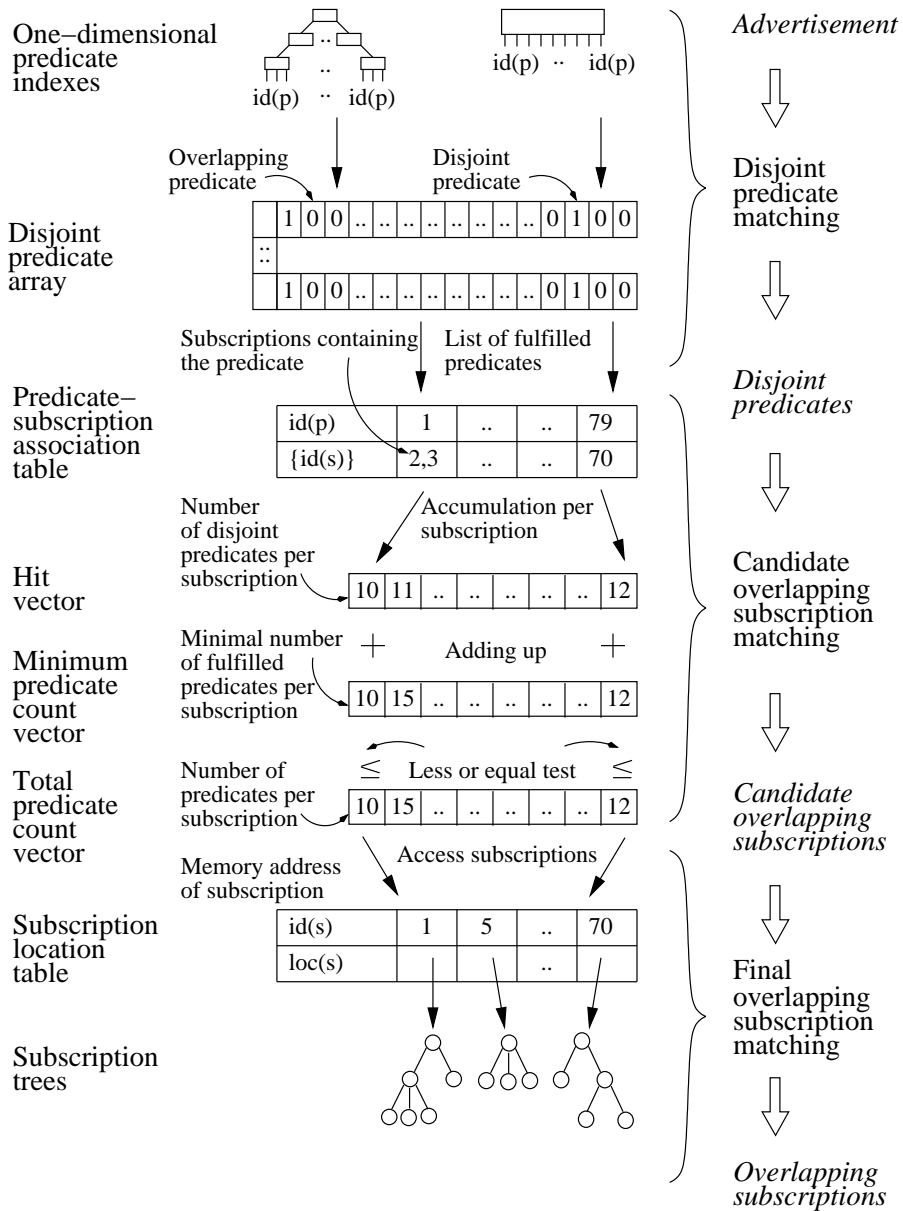 One−dimensional
predicate
indexes
..
..
id(p) .. id(p)
id(p) .. id(p)
Advertisement
Overlapping
predicate
Disjoint
predicate
Disjoint
predicate
matching
Disjoint
predicate
array
1 0 0 .. .. .. .. .. .. .. .. 0 1 0 0
::
1 0 0 .. .. .. .. .. .. .. .. 0 1 0 0
Subscriptions containing
the predicate
List of fulfilled
predicates
Disjoint
predicates
Predicate−
subscription
association
table
id(p) 1 .. .. 79
{id(s)} 2,3 .. .. 70
Number
of disjoint
predicates per
subscription
Accumulation per
subscription
Hit
vector
10 11 .. .. .. .. .. 12
Candidate
overlapping
subscription
matching
Minimal number
of fulfilled
predicates per
subscription
+ Adding up +
Minimum
predicate
count
vector
10 15 .. .. .. .. .. 12
≤ Less or equal test ≤
Total
predicate
count
vector
Number of
predicates per
subscription
10 15 .. .. .. .. .. 12
Candidate
overlapping
subscriptions
Memory address
of subscription
Access subscriptions
Subscription
location
table
id(s) 1 5 .. 70
loc(s) ..
Final
overlapping
subscription
matching
Subscription
trees
Overlapping
subscriptions